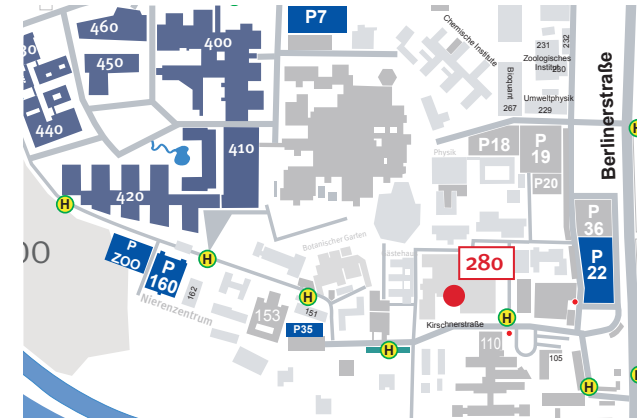 460
P7
400
450
440
410
420
Chemische Institute
231
232
Zoologisches
Institut
230
Bioquant
267
Umweltphysik
229
Berlinerstraße
P18
P
19
P20
Physik
P
36
P
22
H
H
H
H
H
H
H
H
Botanischer Garten
Gästehaus
280
P
ZOO
P
160
162
Nierenzentrum
153
151
P35
Kirschnerstraße
110
105